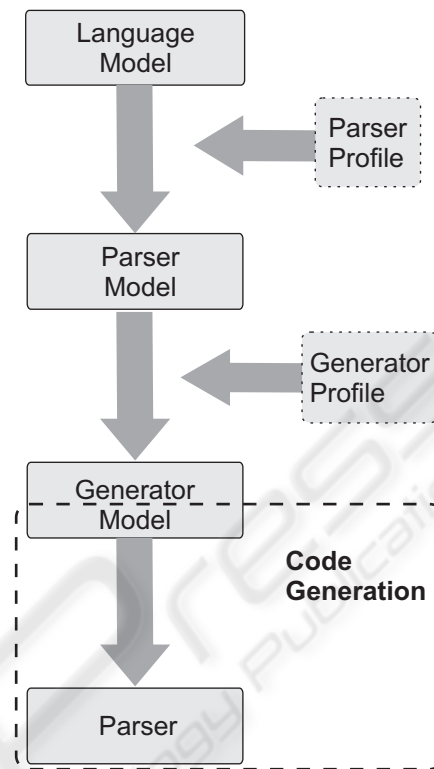 Language
Model
Parser
Profile
Parser
Model
Generator
Profile
Generator
Model
Code
Generation
Parser